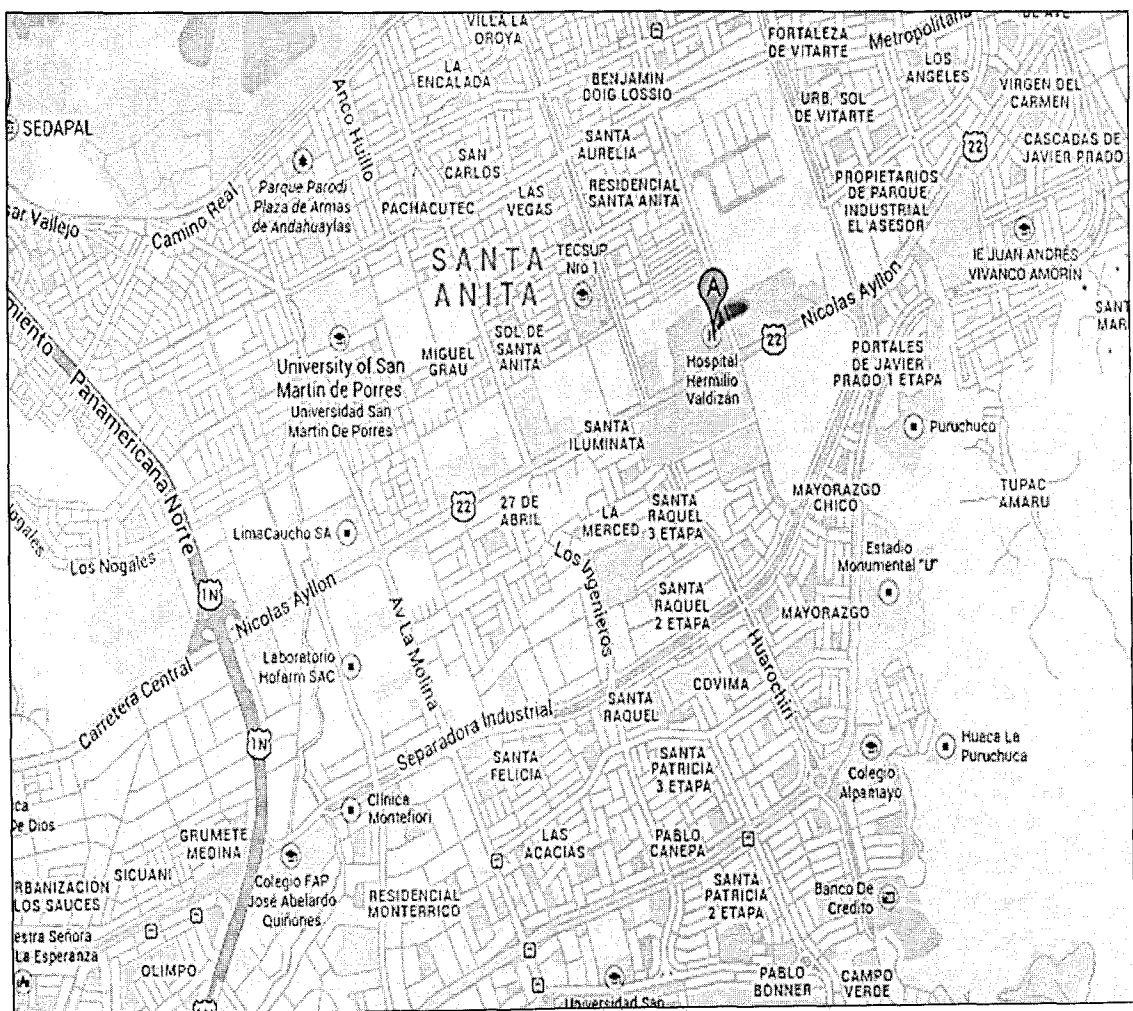 VILLA LA
OROYA
FORTALEZA
DE VITARTE
Metropolitana
LA
ENCALADA
BENJAMIN
DOIG LOSSIO
LOS
ANGELES
VIRGEN DEL
CARMEN
URB. SOL
DE VITARTE
SEDAPAL
Anco Huillo
SANTA
AURELIA
22
CASCADAS DE
JAVIER PRADO
SAN
CARLOS
Parque Parodi
Plaza de Armas
de Andahuaylas
PACHACUTEC
LAS
VEGAS
RESIDENCIAL
SANTA ANITA
PROPIETARIOS
DE PARQUE
INDUSTRIAL
EL ASESOR
sar Vallejo
Camino Real
SANTA
ANITA
TECSUP
Nro 1
IE JUAN ANDRÉS
VIVANCO AMORÍN
A
Nicolas Ayllon
SANT
MAR
22
University of San
Martín de Porres
Universidad San
Martin De Porres
MIGUEL
GRAU
SOL DE
SANTA
ANITA
Hospital
Hermilio
Valdizán
PORTALES
DE JAVIER
PRADO 1 ETAPA
miento
Panamericana Norte
Puruchuco
SANTA
ILUMINATA
TUPAC
AMARU
MAYORAZGO
CHICO
22
27 DE
ABRIL
LA
MERCED
SANTA
RAQUEL
3 ETAPA
LimaCaucho SA
Nogales
Los Nogales
Los Ingenieros
Estadio
Monumental "U"
1N
Nicolas Ayllon
Av La Molina
SANTA
RAQUEL
2 ETAPA
MAYORAZGO
Huarochiri
Laboratorio
Hofarm SAC
Carretera Central
COVIMA
SANTA
RAQUEL
Separadora Industrial
1N
SANTA
FELICIA
SANTA
PATRICIA
3 ETAPA
Colegio
Alpamayo
Huaca La
Puruchuca
Clínica
Montefiori
ca
De Dios
GRUMETE
MEDINA
LAS
ACACIAS
PABLO
CANEPA
SICUANI
RBANIZACIÓN
LOS SAUCES
Colegio FAP
José Abelardo
Quiñones
RESIDENCIAL
MONTERRICO
SANTA
PATRICIA
2 ETAPA
Banco De
Credito
estra Señora
La Esperanza
OLIMPO
Universidad San
PABLO
BONNER
CAMPO
VERDE